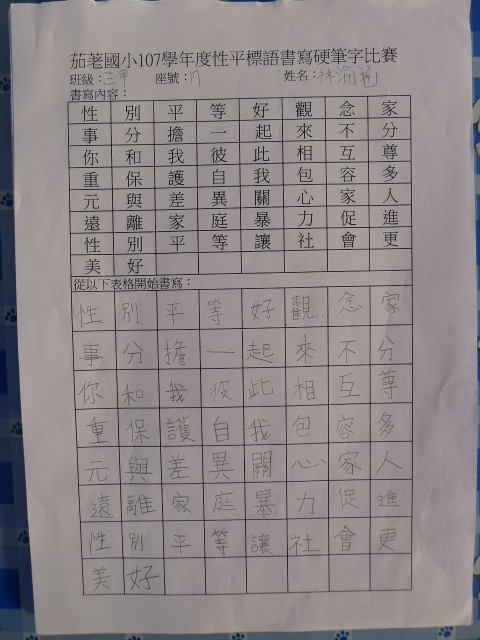 茄荖國小107學年度性平標語書寫硬筆字比賽
班級：三甲 座號：17 姓名：林渝
書寫內容：
性別平等好觀念家
事分擔一起來不分
你和我彼此相互尊
重保護自我包容多
元與差異關心家人
遠離家庭暴力促進
性別平等讓社會更
美好
從以下表格開始書寫：
性別平等好觀念家
事分擔一起來不分
你和我彼此相互尊
重保護自我包容多
元與差異關心家人
遠離家庭暴力促進
性別平等讓社會更
美好